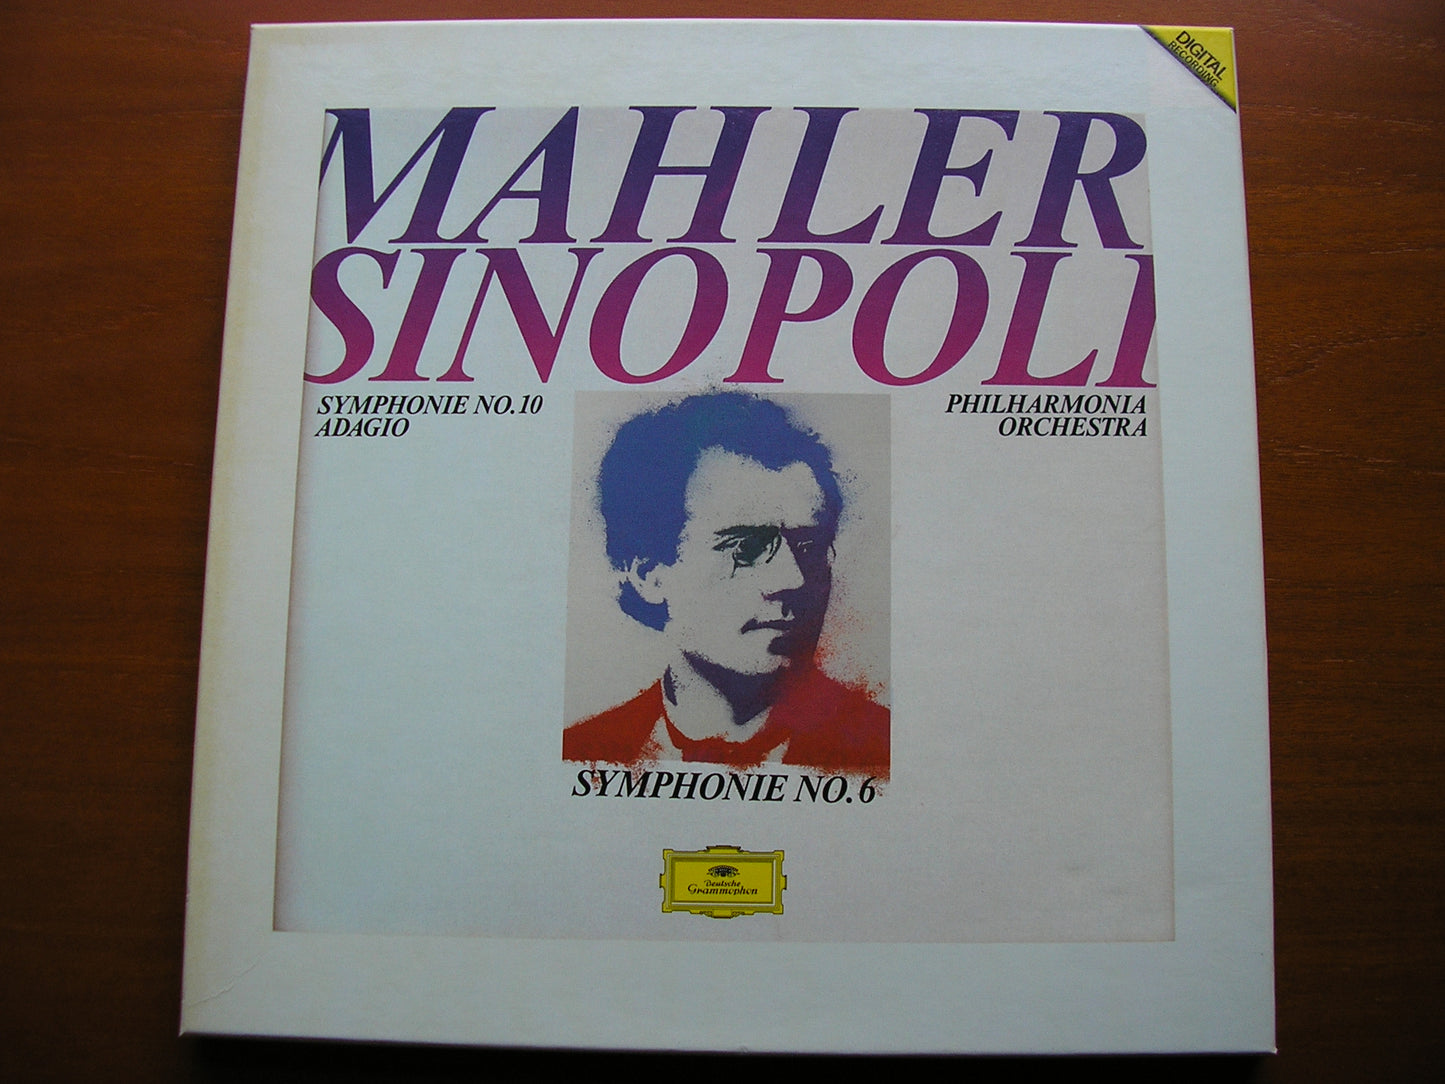 DIGITAL
RECORDING
MAHLER
SINOPOLI
SYMPHONIE NO.10
ADAGIO
PHILHARMONIA
ORCHESTRA
SYMPHONIE NO.6
Deutsche
Grammophon